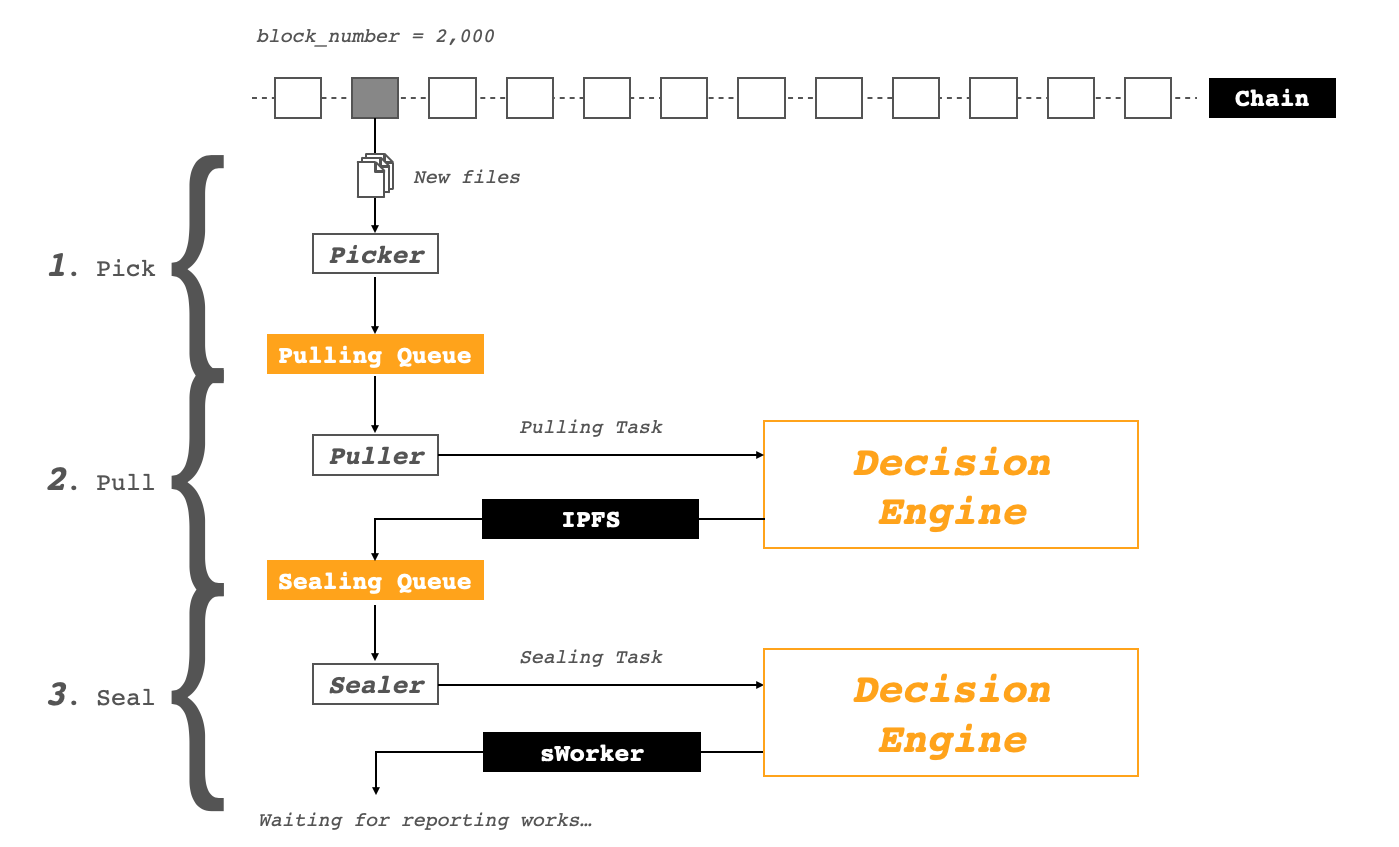 block_number = 2,000
Chain
New files
1. Pick
Picker
Pulling Queue
Pulling Task
Puller
Decision
Engine
2. Pull
IPFS
Sealing Queue
Sealing Task
Sealer
Decision
Engine
3. Seal
sWorker
Waiting for reporting works…